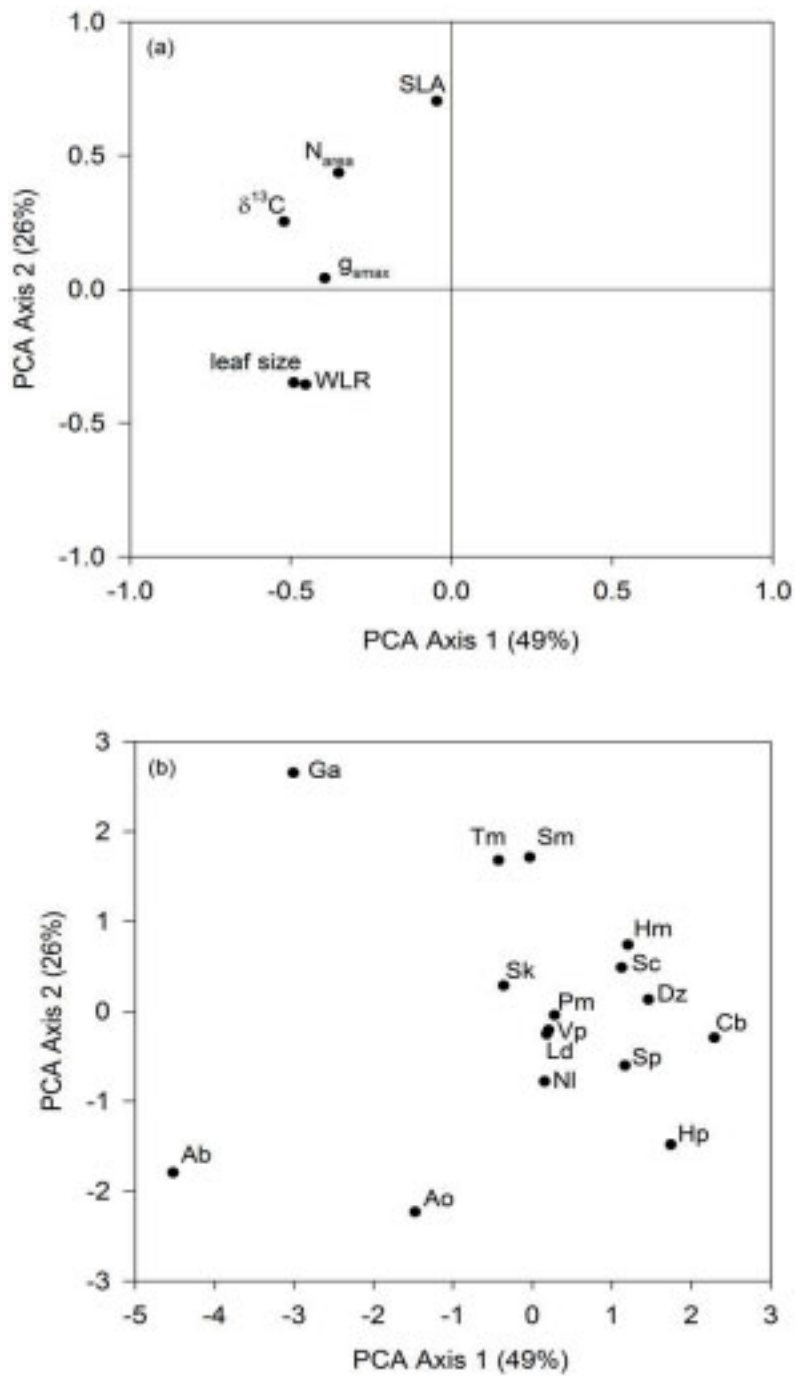 (a)
1.0
0.5
0.0
-0.5
-1.0
PCA Axis 2 (26%)
SLA
N area
δ13C
gsmax
leaf size
WLR
-1.0 -0.5 0.0 0.5 1.0
PCA Axis 1 (49%)
(b)
3
2
1
0
-1
-2
-3
PCA Axis 2 (26%)
Ga
Tm Sm
Hm
Sk Sc
Pm Dz
Vp Cb
Ld Sp
Nl
Hp
Ab
Ao
-5 -4 -3 -2 -1 0 1 2 3
PCA Axis 1 (49%)